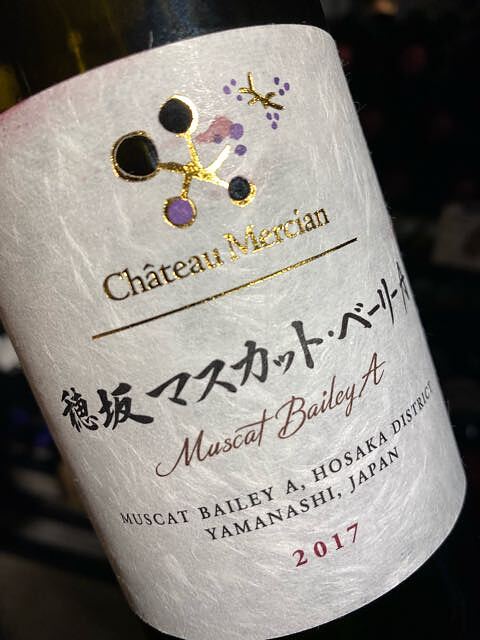 Château Mercian
穂坂マスカット・ベーリーA
Muscat Bailey A
MUSCAT BAILEY A, HOSAKA DISTRICT
YAMANASHI, JAPAN
2017